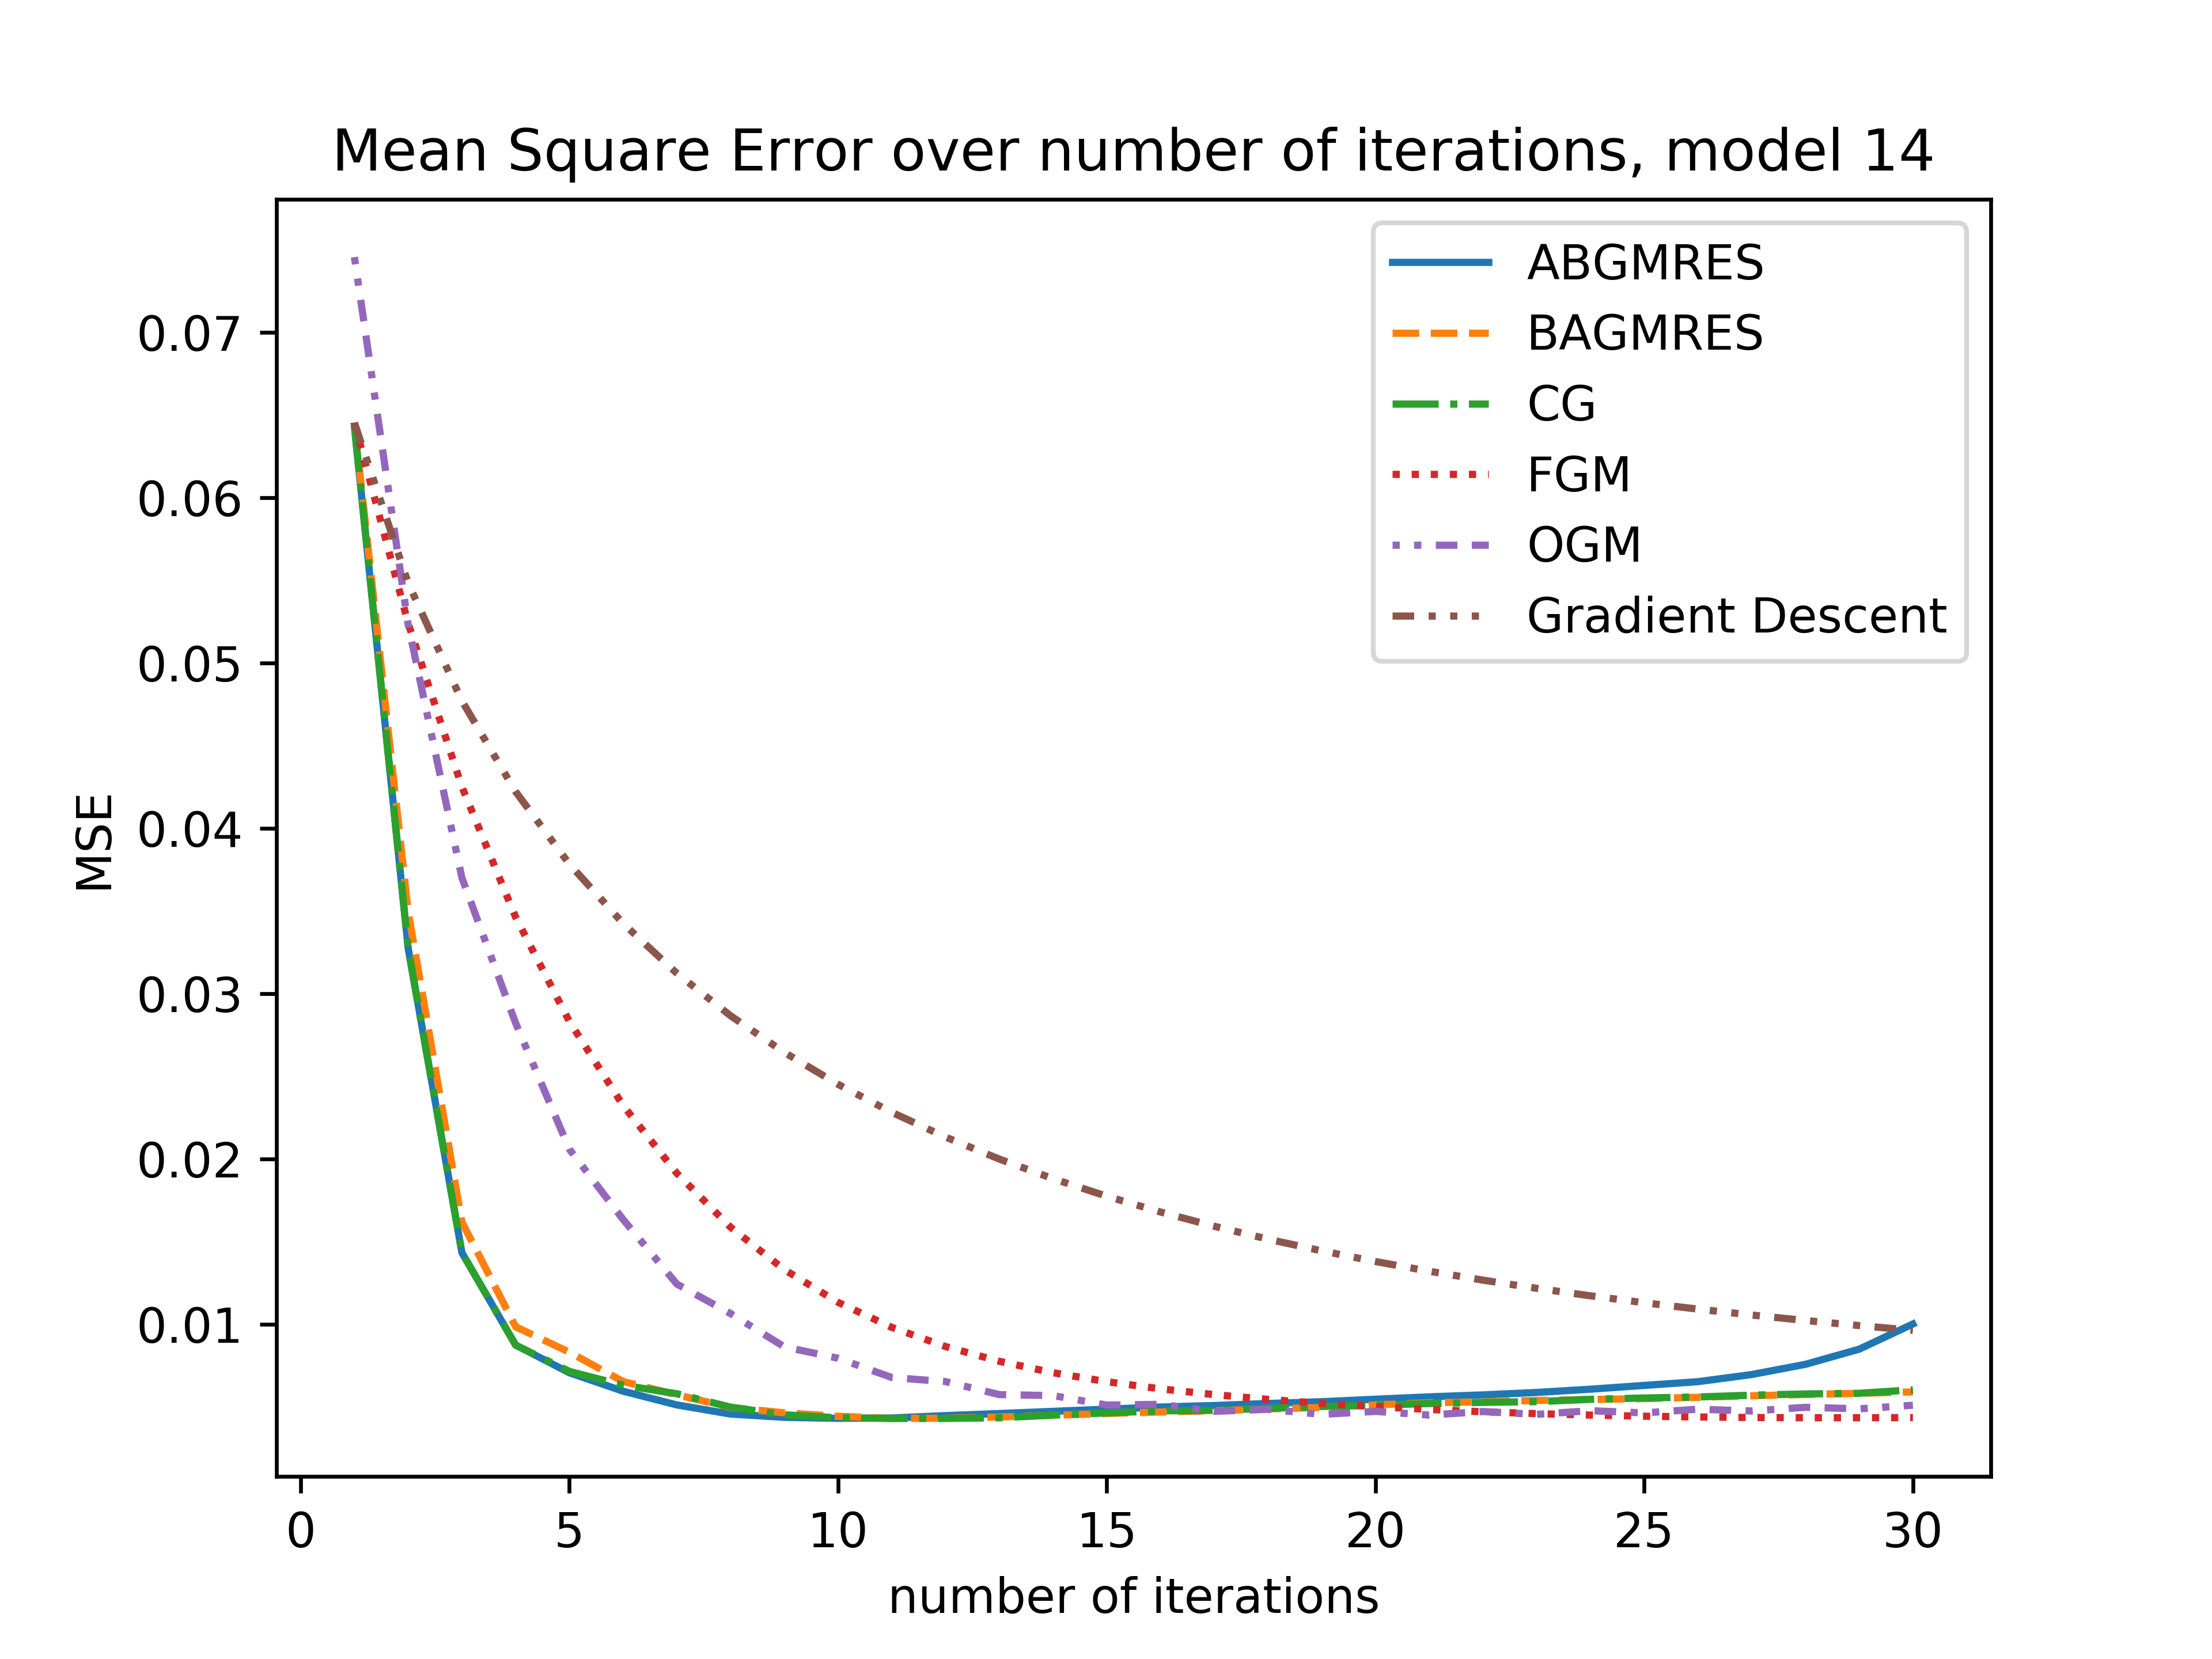 Mean Square Error over number of iterations, model 14
ABGMRES
BAGMRES
CG
FGM
OGM
Gradient Descent
MSE
0.07
0.06
0.05
0.04
0.03
0.02
0.01
0 5 10 15 20 25 30
number of iterations